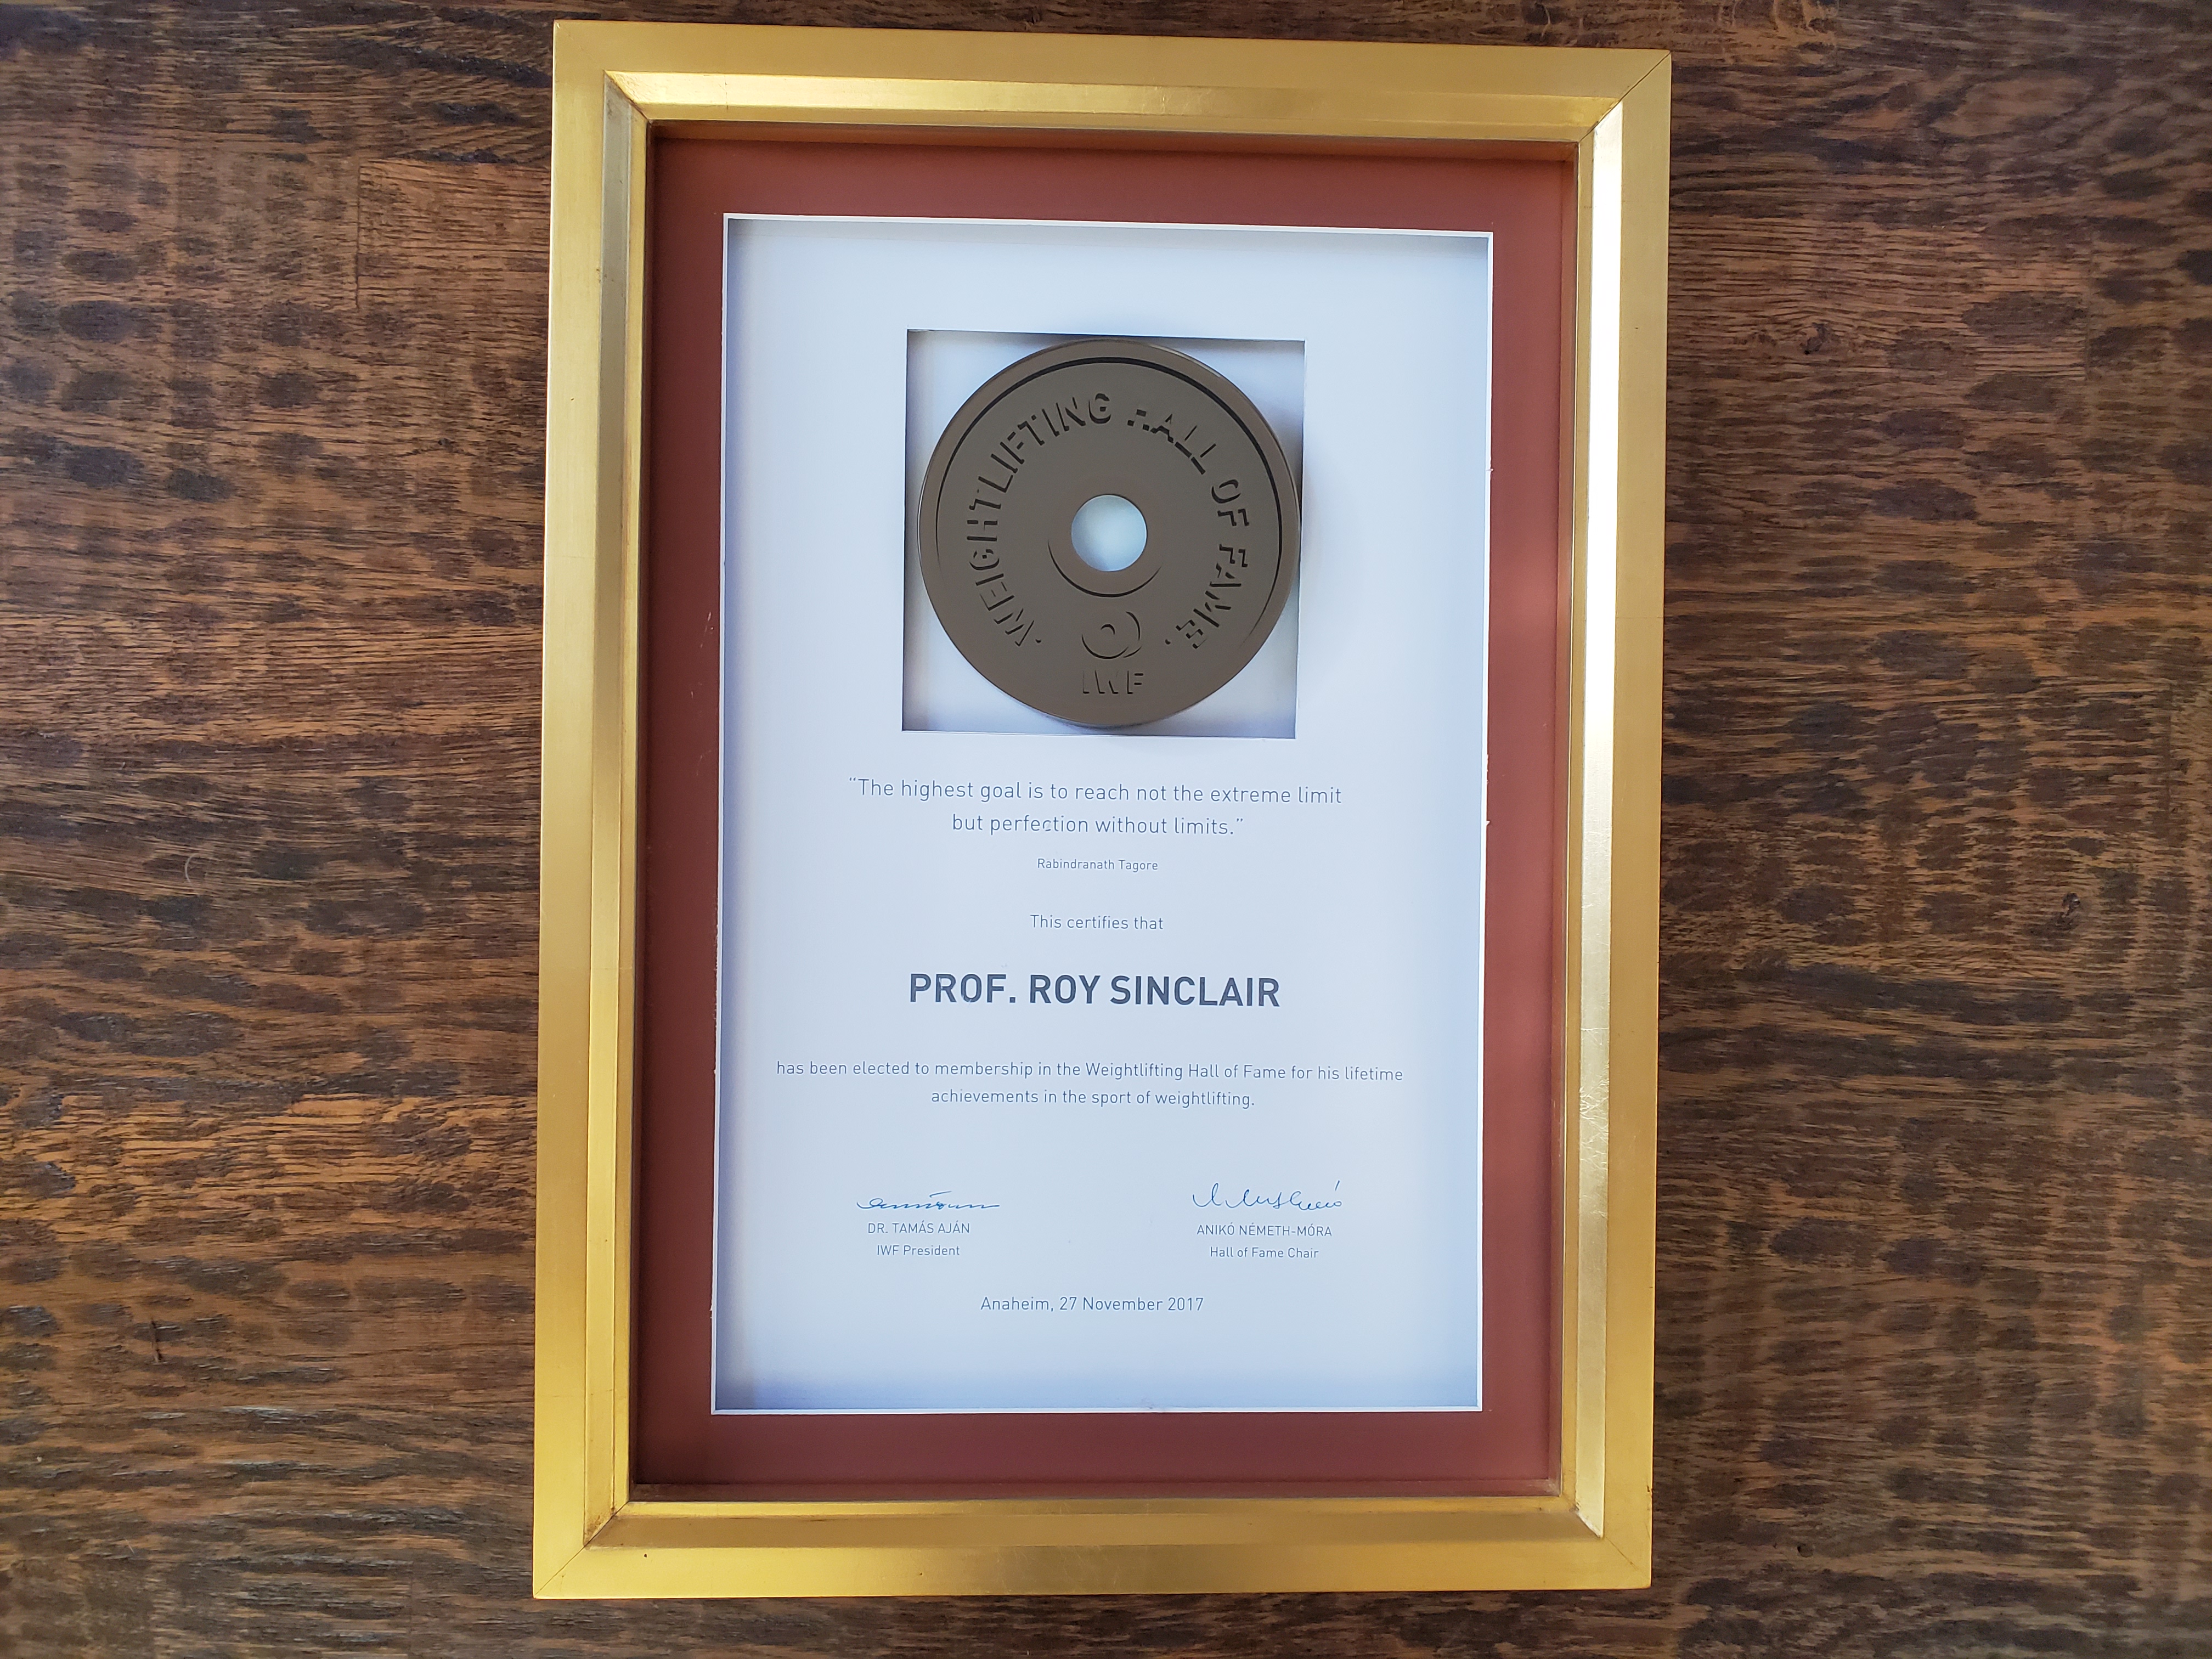 · WEIGHTLIFTING HALL OF FAME ·
IWF
“The highest goal is to reach not the extreme limit
but perfection without limits.”
Rabindranath Tagore
This certifies that
PROF. ROY SINCLAIR
has been elected to membership in the Weightlifting Hall of Fame for his lifetime
achievements in the sport of weightlifting.
DR. TAMÁS AJÁN
IWF President
ANIKÓ NÉMETH-MÓRA
Hall of Fame Chair
Anaheim, 27 November 2017